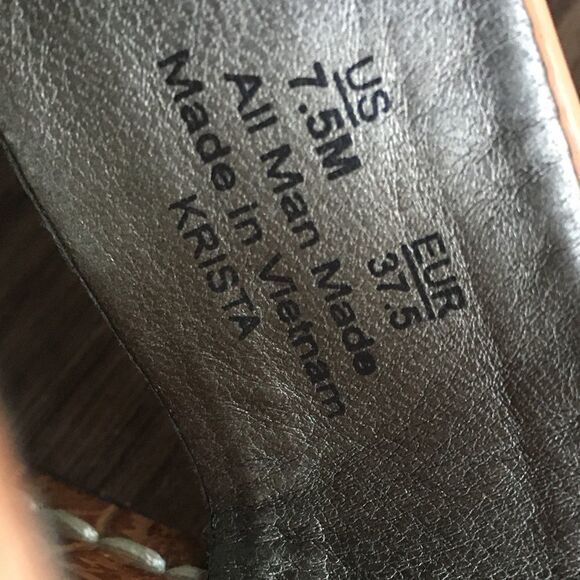 US EUR
7.5M 37.5
All Man Made
Made In Vietnam
KRISTA